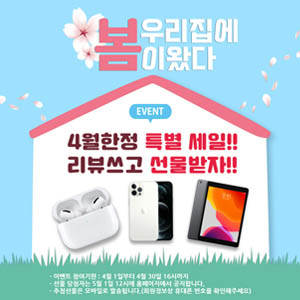 봄 우리집에
이왔다
EVENT
4월한정 특별 세일!!
리뷰쓰고 선물받자!!
· 이벤트 참여기한 : 4월 1일부터 4월 30일 16시까지
· 선물 당첨자는 5월 1일 12시에 홈페이지에서 공지합니다.
· 추첨선물은 모바일로 발송됩니다.(회원정보상 휴대폰 번호를 확인해주세요)